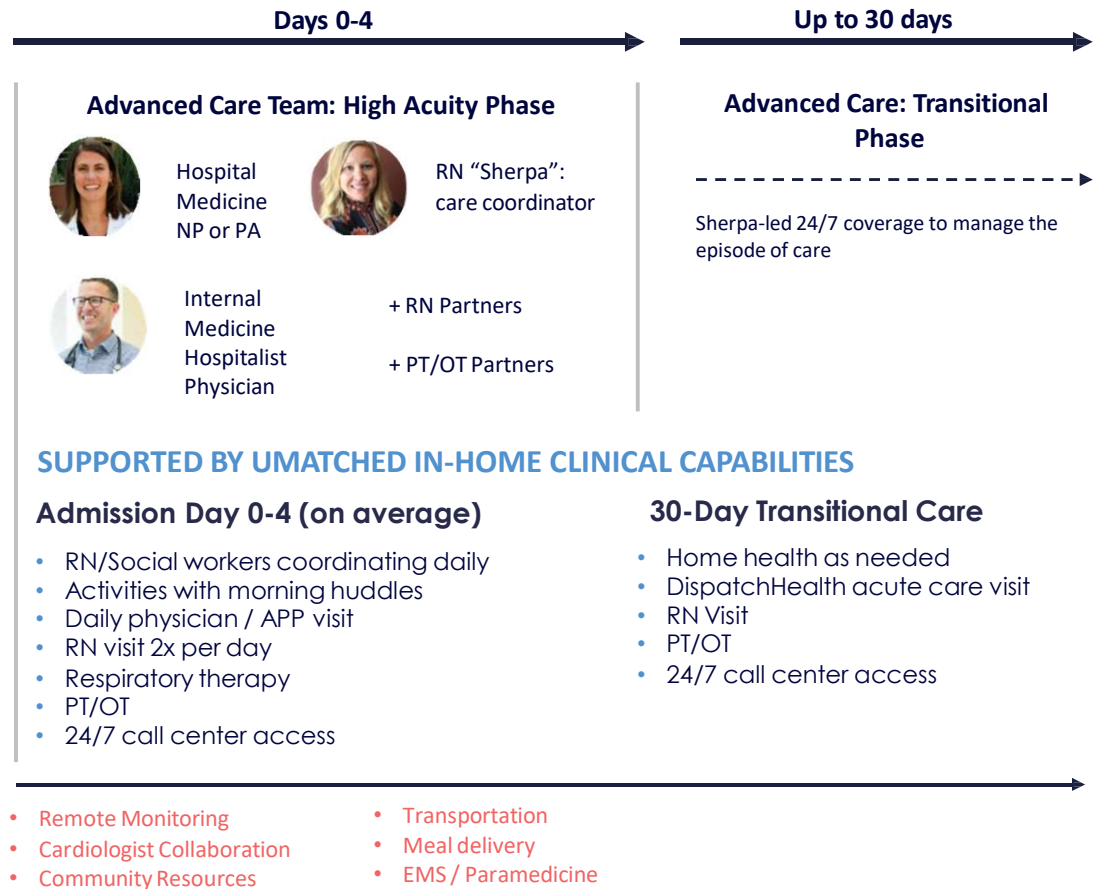 Days 0-4
Up to 30 days
Advanced Care Team: High Acuity Phase
Hospital
Medicine
NP or PA
RN “Sherpa”:
care coordinator
Internal
Medicine
Hospitalist
Physician
+ RN Partners
+ PT/OT Partners
Advanced Care: Transitional
Phase
Sherpa-led 24/7 coverage to manage the
episode of care
SUPPORTED BY UMATCHED IN-HOME CLINICAL CAPABILITIES
Admission Day 0-4 (on average)
• RN/Social workers coordinating daily
• Activities with morning huddles
• Daily physician / APP visit
• RN visit 2x per day
• Respiratory therapy
• PT/OT
• 24/7 call center access
30-Day Transitional Care
• Home health as needed
• DispatchHealth acute care visit
• RN Visit
• PT/OT
• 24/7 call center access
• Remote Monitoring
• Cardiologist Collaboration
• Community Resources
• Transportation
• Meal delivery
• EMS / Paramedicine